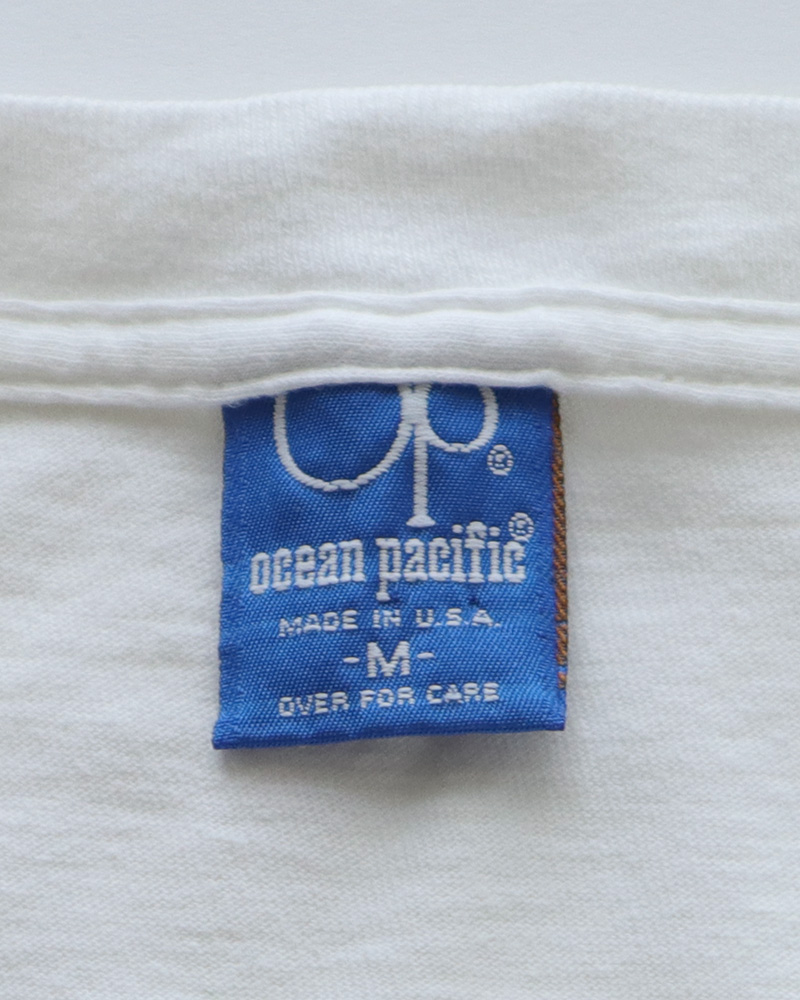 Op®
ocean pacific®
MADE IN U.S.A.
-M-
OVER FOR CARE